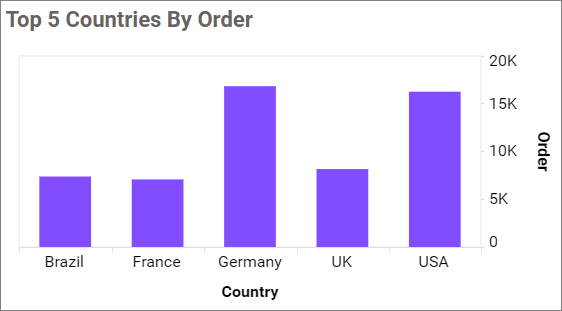 Top 5 Countries By Order
20K
15K
10K
5K
0
Order
Brazil France Germany UK USA
Country